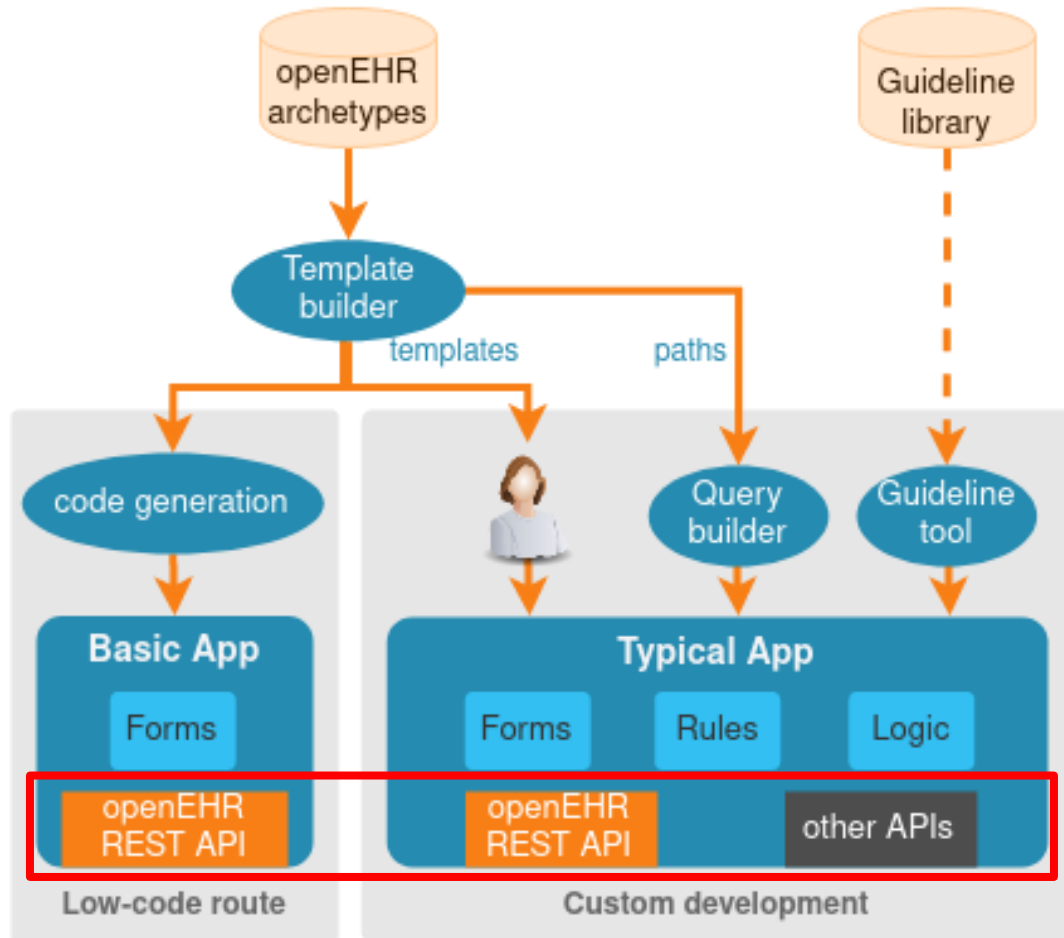 openEHR
archetypes
Guideline
library
Template
builder
templates
paths
code generation
Query
builder
Guideline
tool
Basic App
Typical App
Forms
Forms
Rules
Logic
openEHR
REST API
openEHR
REST API
other APIs
Low-code route
Custom development